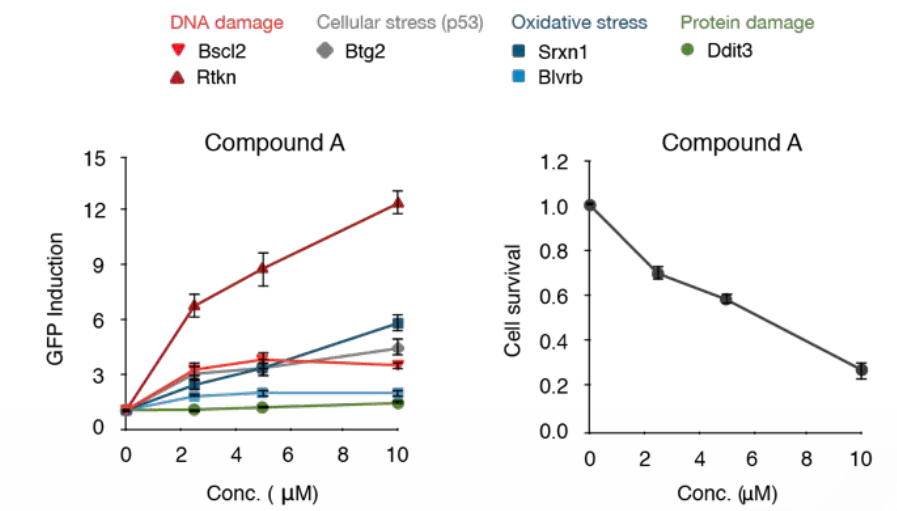 DNA damage
Bscl2
Rtkn
Cellular stress (p53)
Btg2
Oxidative stress
Srxn1
Blvrb
Protein damage
Ddit3
Compound A
GFP Induction
15
12
9
6
3
0
0 2 4 6 8 10
Conc. ( μM)
Compound A
Cell survival
1.2
1.0
0.8
0.6
0.4
0.2
0.0
0 2 4 6 8 10
Conc. (μM)